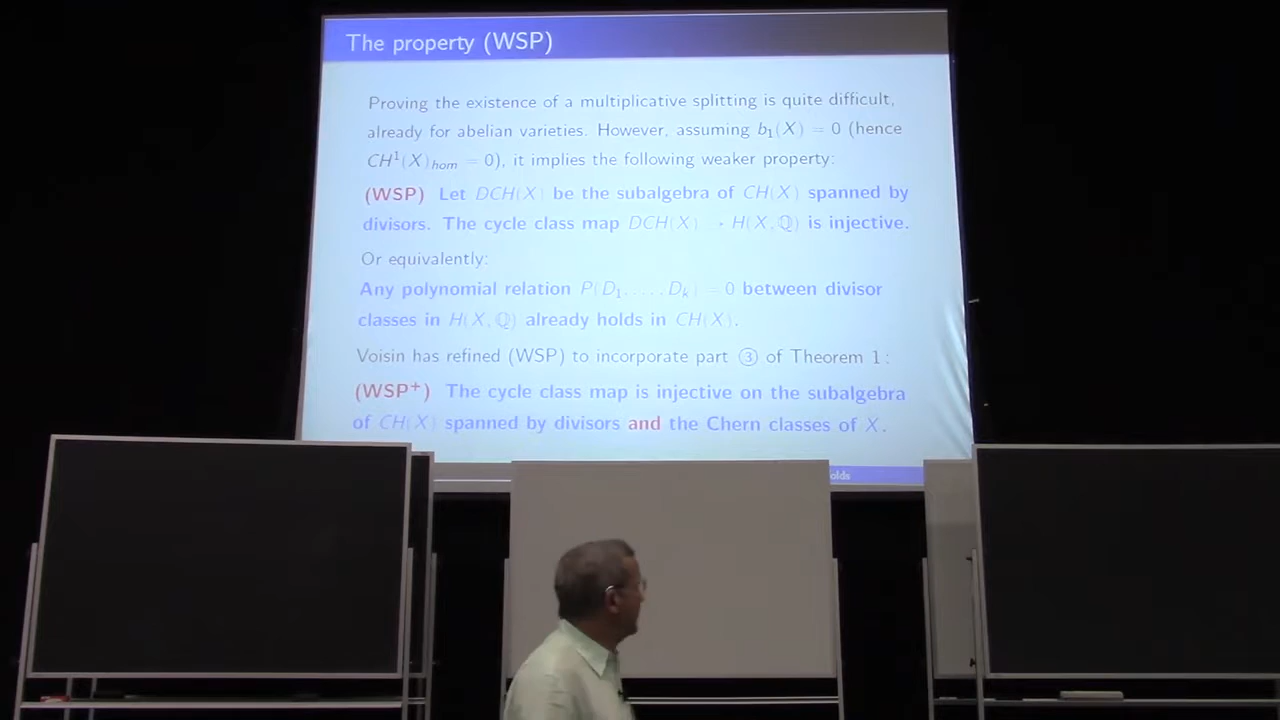 The property (WSP)
Proving the existence of a multiplicative splitting is quite difficult,
already for abelian varieties. However, assuming b₁(X) = 0 (hence
CH¹(X)hom = 0), it implies the following weaker property:
(WSP) Let DCH(X) be the subalgebra of CH(X) spanned by
divisors. The cycle class map DCH(X) → H(X, ℚ) is injective.
Or equivalently:
Any polynomial relation P(D₁, . . . , Dₖ) = 0 between divisor
classes in H(X, ℚ) already holds in CH(X).
Voisin has refined (WSP) to incorporate part ③ of Theorem 1:
(WSP⁺) The cycle class map is injective on the subalgebra
of CH(X) spanned by divisors and the Chern classes of X.
olds